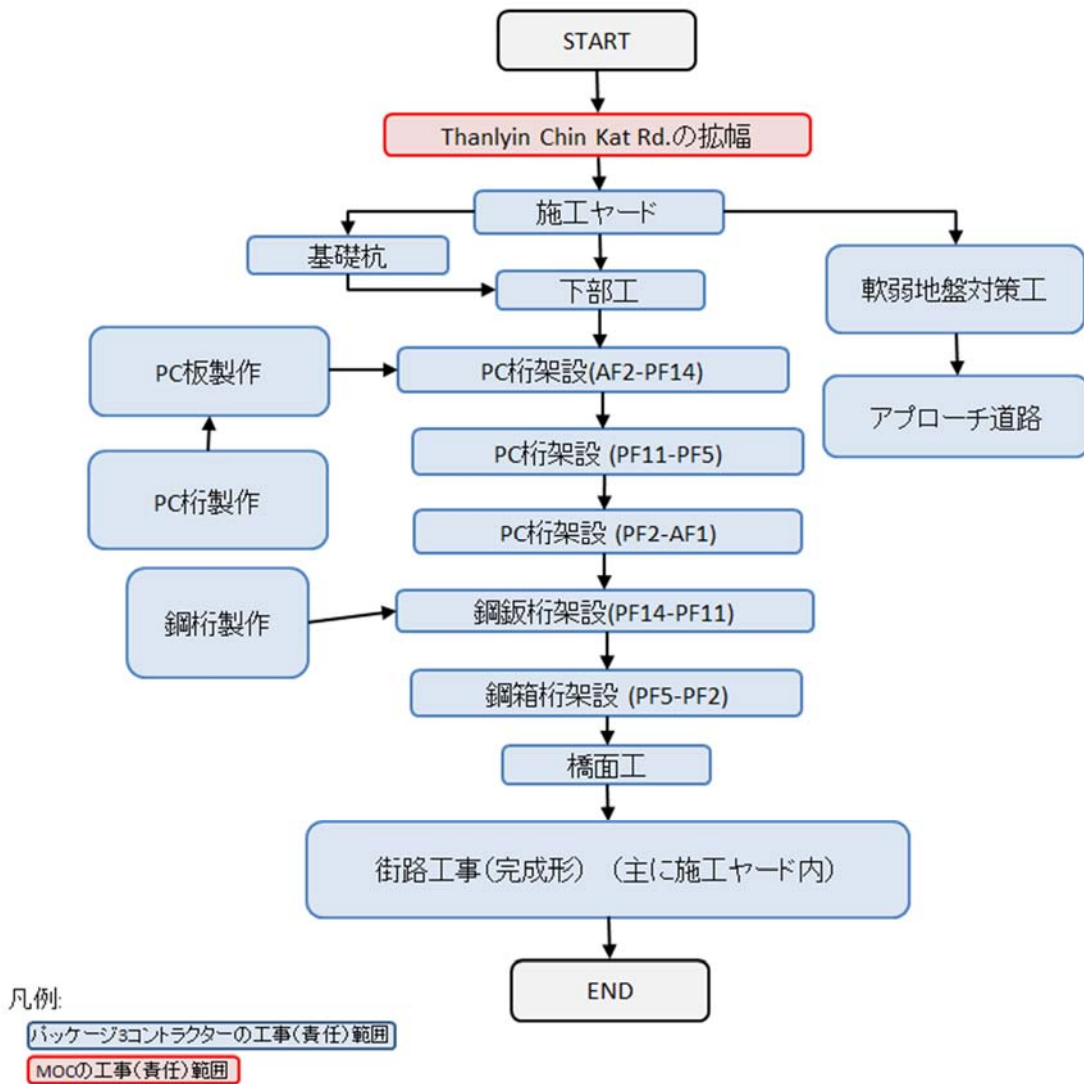 START
Thanlyin Chin Kat Rd.の拡幅
施工ヤード
基礎杭
下部工
軟弱地盤対策工
PC板製作
PC桁架設(AF2-PF14)
アプローチ道路
PC桁架設 (PF11-PF5)
PC桁製作
PC桁架設 (PF2-AF1)
鋼桁製作
鋼鈑桁架設(PF14-PF11)
鋼箱桁架設 (PF5-PF2)
橋面工
街路工事(完成形) (主に施工ヤード内)
END
凡例:
パッケージ3コントラクターの工事(責任)範囲
MOCの工事(責任)範囲